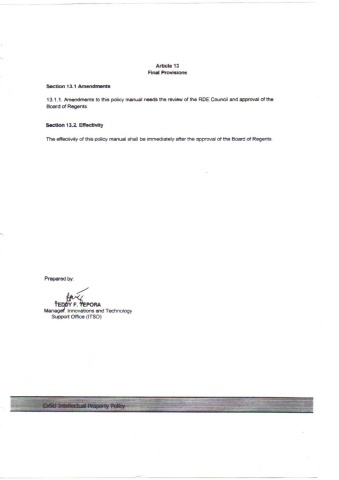 Article 13
Final Provisions
Section 13.1 Amendments
13.1.1. Amendments to this policy manual needs the review of the RDE Council and approval of the
Board of Regents
Section 13.2. Effectivity
The effectivity of this policy manual shall be immediately after the approval of the Board of Regents
Prepared by:
TEDDY F. TEPORA
Manager, Innovations and Technology
Support Office (ITSO)
CvSU Intellectual Property Policy